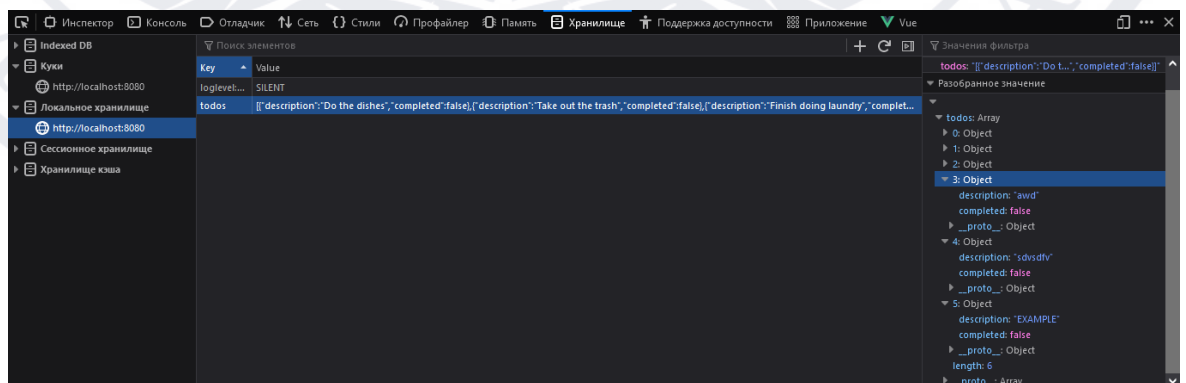 Инспектор Консоль Отладчик Сеть Стили Профайлер Память Хранилище Поддержка доступности Приложение Vue
Indexed DB
Куки
http://localhost:8080
Локальное хранилище
http://localhost:8080
Сессионное хранилище
Хранилище кэша
Поиск элементов
Key Value
loglevel:... SILENT
todos [{"description":"Do the dishes","completed":false},{"description":"Take out the trash","completed":false},{"description":"Finish doing laundry","complet...
Значения фильтра
todos: "[{"description":"Do t...","completed":false}]"
Разобранное значение
todos: Array
0: Object
1: Object
2: Object
3: Object
description: "awd"
completed: false
__proto__: Object
4: Object
description: "sdvsdfv"
completed: false
__proto__: Object
5: Object
description: "EXAMPLE"
completed: false
__proto__: Object
length: 6
__proto__: Array